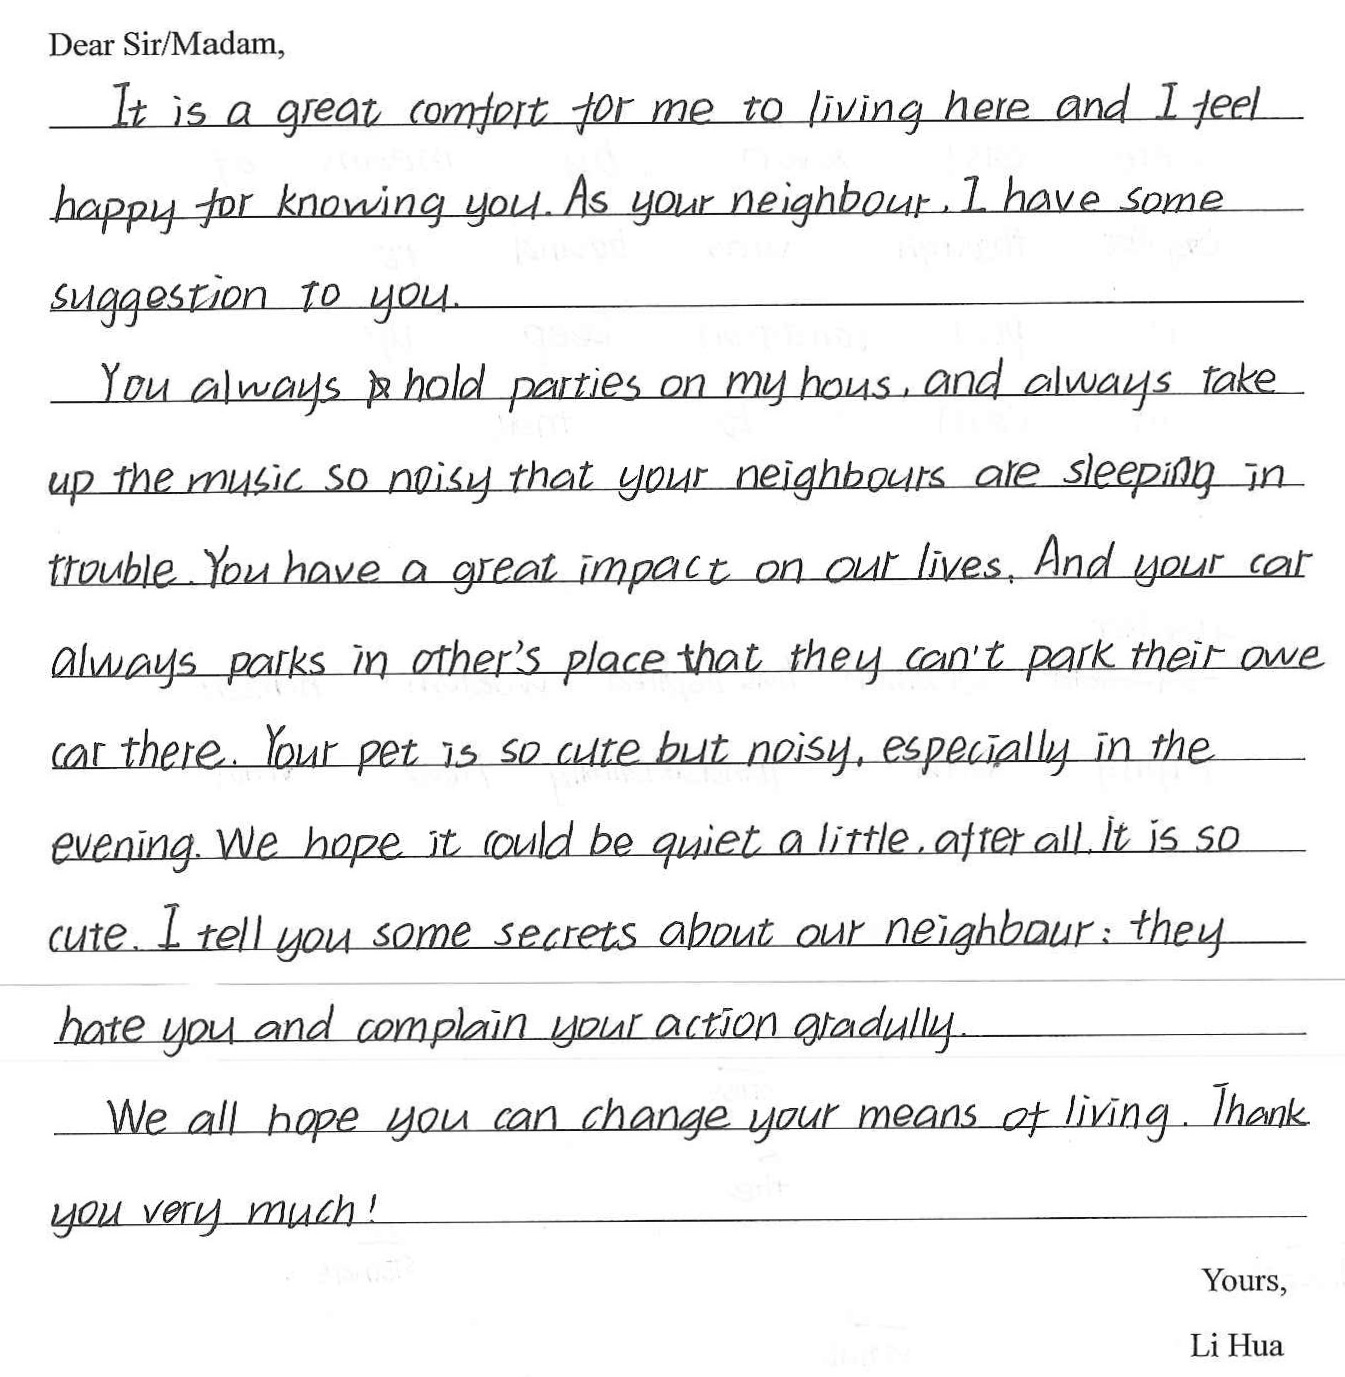 Dear Sir/Madam,
It is a great comfort for me to living here and I feel
happy for knowing you. As your neighbour, I have some
suggestion to you.
You always hold parties on my hous, and always take
up the music so noisy that your neighbours are sleeping in
trouble. You have a great impact on our lives. And your car
always parks in other's place that they can't park their owe
car there. Your pet is so cute but noisy, especially in the
evening. We hope it could be quiet a little, after all, it is so
cute. I tell you some secrets about our neighbour: they
hate you and complain your action gradully.
We all hope you can change your means of living. Thank
you very much!
Yours,
Li Hua